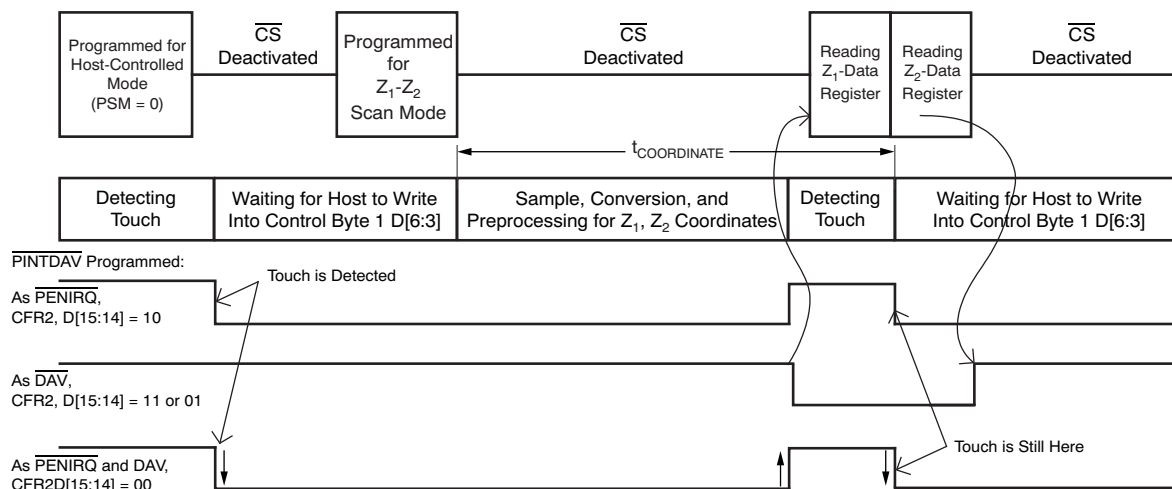 Programmed for
Host-Controlled
Mode
(PSM = 0)
CS
Deactivated
Programmed
for
Z1-Z2
Scan Mode
CS
Deactivated
Reading
Z1-Data
Register
Reading
Z2-Data
Register
CS
Deactivated
tCOORDINATE
Detecting
Touch
Waiting for Host to Write
Into Control Byte 1 D[6:3]
Sample, Conversion, and
Preprocessing for Z1, Z2 Coordinates
Detecting
Touch
Waiting for Host to Write
Into Control Byte 1 D[6:3]
PINTDAV Programmed:
Touch is Detected
As PENIRQ,
CFR2, D[15:14] = 10
As DAV,
CFR2, D[15:14] = 11 or 01
As PENIRQ and DAV,
CFR2D[15:14] = 00
Touch is Still Here